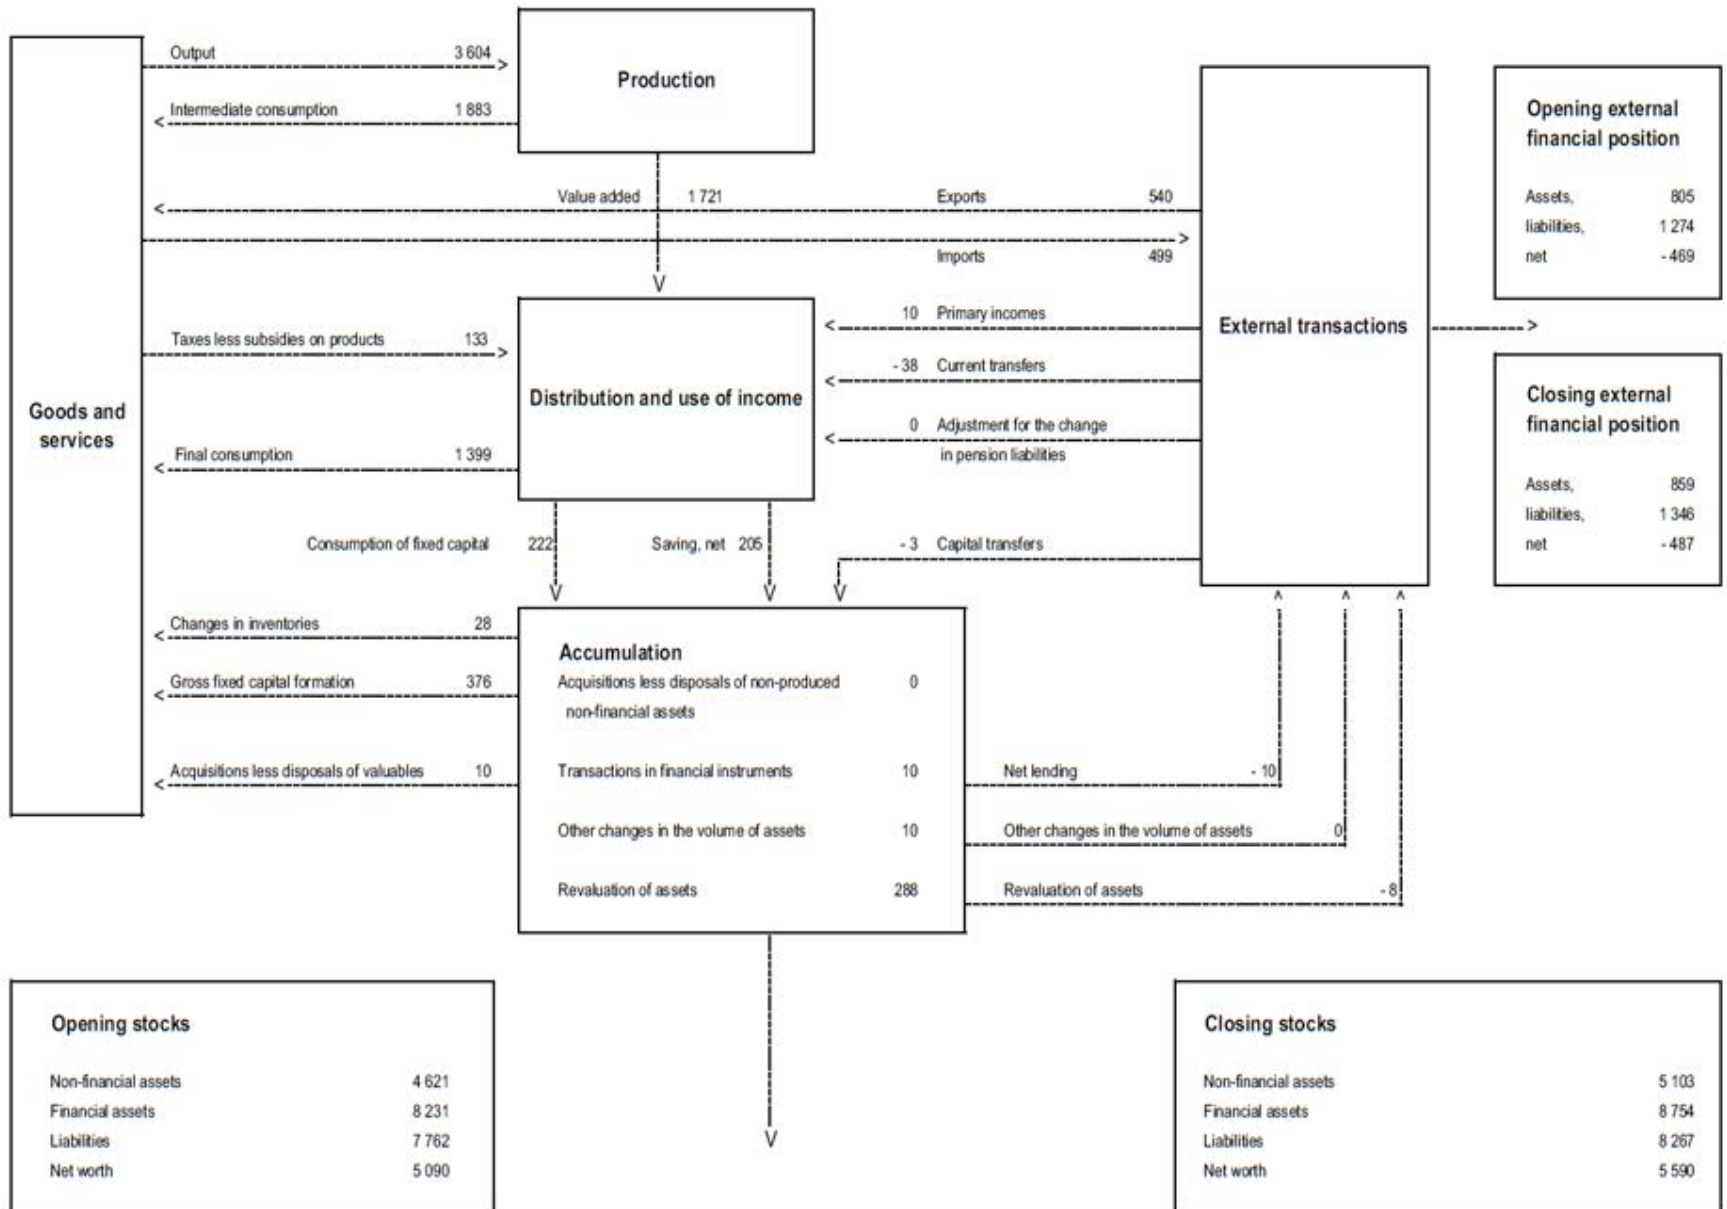 Output 3 604
Production
Intermediate consumption 1 883
Value added 1 721
Exports 540
Imports 499
Opening external
financial position
Assets, 805
liabilities, 1 274
net - 469
Goods and
services
Taxes less subsidies on products 133
Distribution and use of income
Final consumption 1 399
10 Primary incomes
- 38 Current transfers
0 Adjustment for the change
in pension liabilities
External transactions
Closing external
financial position
Assets, 859
liabilities, 1 346
net - 487
Consumption of fixed capital 222
Saving, net 205
- 3 Capital transfers
Changes in inventories 28
Gross fixed capital formation 376
Acquisitions less disposals of valuables 10
Accumulation
Acquisitions less disposals of non-produced 0
non-financial assets
Transactions in financial instruments 10
Other changes in the volume of assets 10
Revaluation of assets 288
Net lending - 10
Other changes in the volume of assets 0
Revaluation of assets - 8
Opening stocks
Non-financial assets 4 621
Financial assets 8 231
Liabilities 7 762
Net worth 5 090
Closing stocks
Non-financial assets 5 103
Financial assets 8 754
Liabilities 8 267
Net worth 5 590